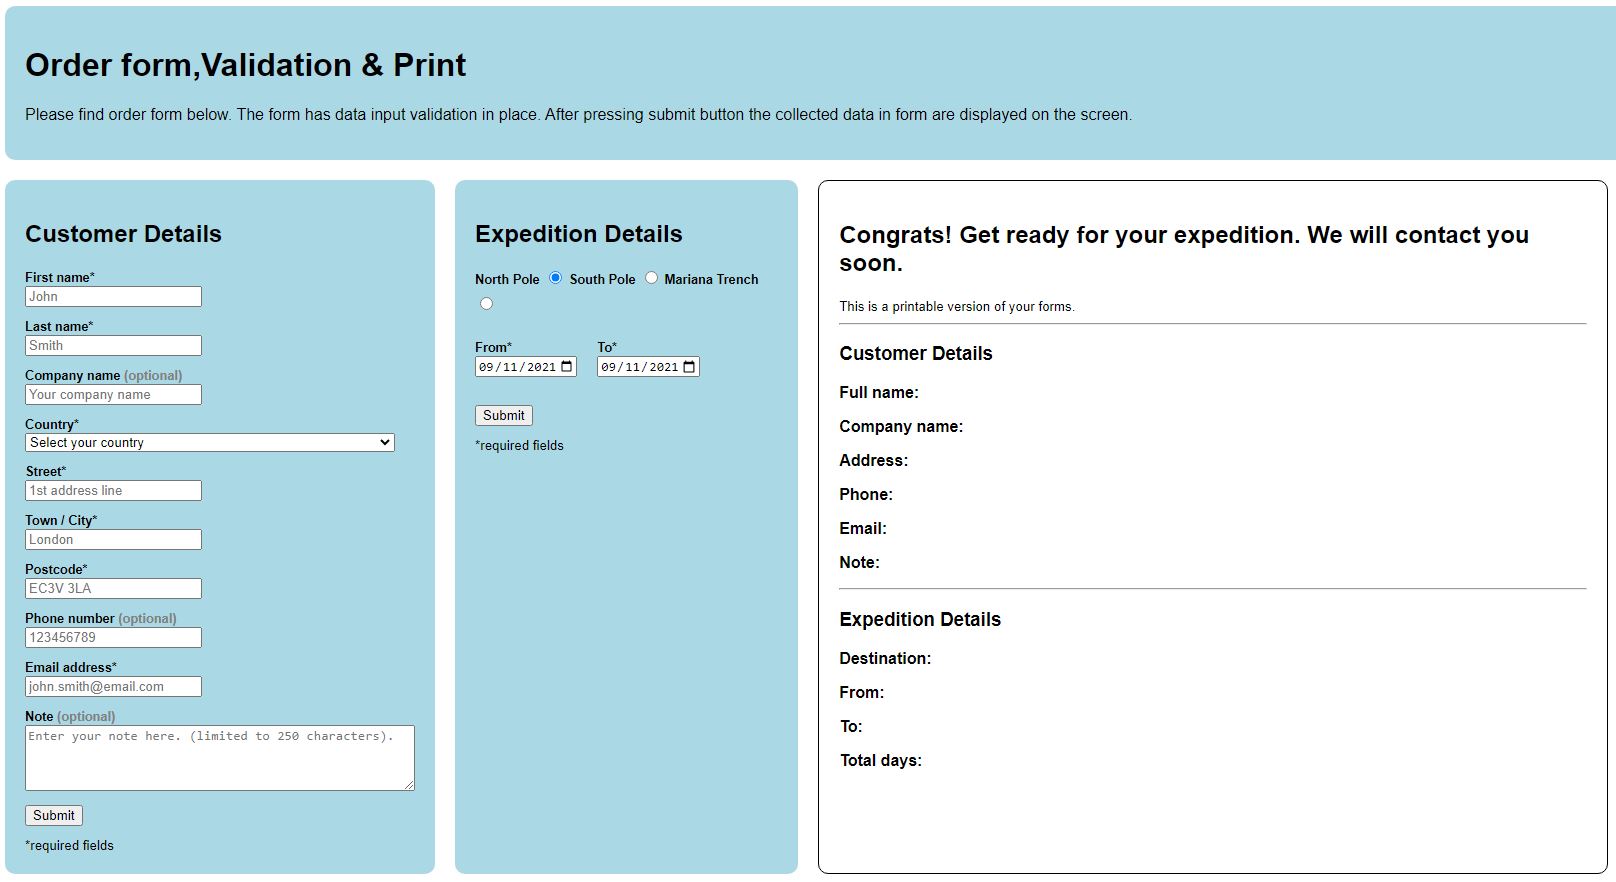 Order form,Validation & Print
Please find order form below. The form has data input validation in place. After pressing submit button the collected data in form are displayed on the screen.
Customer Details
First name*
John
Last name*
Smith
Company name (optional)
Your company name
Country*
Select your country
Street*
1st address line
Town / City*
London
Postcode*
EC3V 3LA
Phone number (optional)
123456789
Email address*
john.smith@email.com
Note (optional)
Enter your note here. (limited to 250 characters).
Submit
*required fields
Expedition Details
North Pole South Pole Mariana Trench
From* To*
09/11/2021 09/11/2021
Submit
*required fields
Congrats! Get ready for your expedition. We will contact you
soon.
This is a printable version of your forms.
Customer Details
Full name:
Company name:
Address:
Phone:
Email:
Note:
Expedition Details
Destination:
From:
To:
Total days: